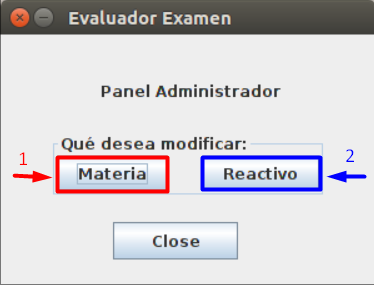 Evaluador Examen
Panel Administrador
Qué desea modificar:
1 Materia Reactivo 2
Close